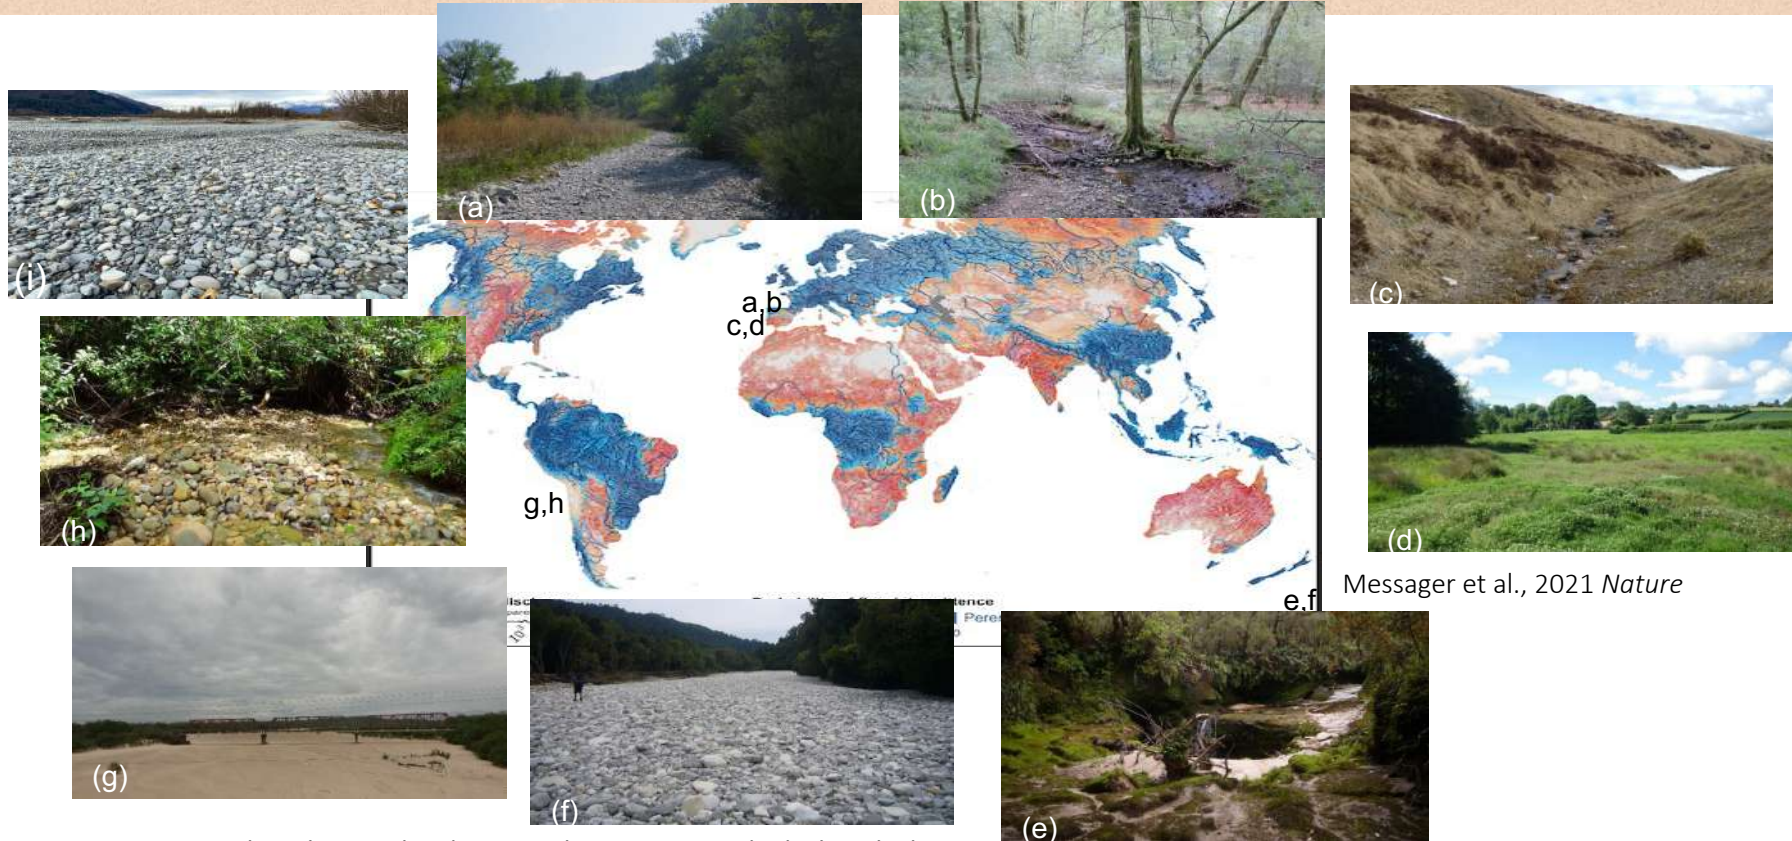 (a)
(b)
(i)
(c)
a,b
c,d
(h)
g,h
(d)
Messager et al., 2021 Nature
e,f
(g)
(f)
(e)